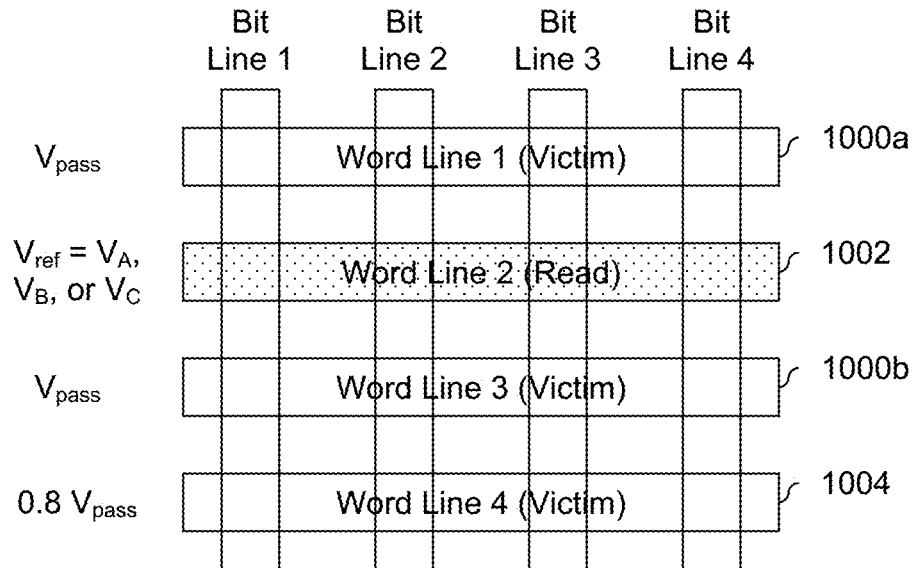 Bit Line 1
Bit Line 2
Bit Line 3
Bit Line 4
Vpass
Word Line 1 (Victim)
1000a
Vref = VA,
VB, or VC
Word Line 2 (Read)
1002
Vpass
Word Line 3 (Victim)
1000b
0.8 Vpass
Word Line 4 (Victim)
1004